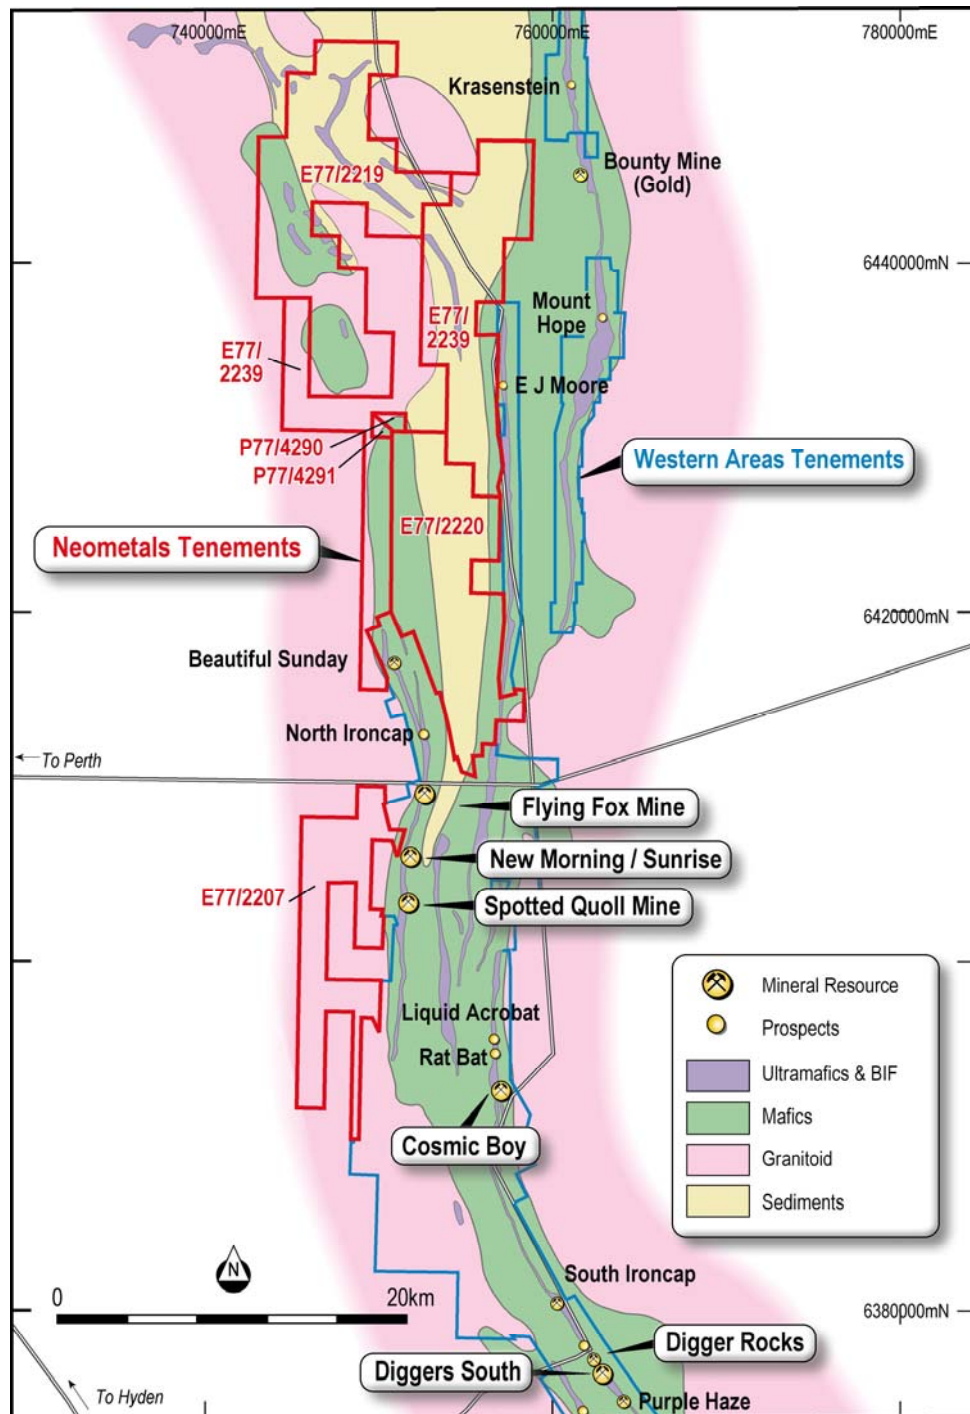 740000mE
760000mE
780000mE
Krasenstein
Bounty Mine
(Gold)
E77/2219
6440000mN
Mount
Hope
E77/
2239
E77/
2239
E J Moore
P77/4290
P77/4291
Western Areas Tenements
E77/2220
Neometals Tenements
6420000mN
Beautiful Sunday
North Ironcap
To Perth
Flying Fox Mine
New Morning / Sunrise
E77/2207
Spotted Quoll Mine
Mineral Resource
Liquid Acrobat
Prospects
Rat Bat
Ultramafics & BIF
Mafics
Cosmic Boy
Granitoid
Sediments
N
South Ironcap
0
20km
6380000mN
Digger Rocks
Diggers South
To Hyden
Purple Haze